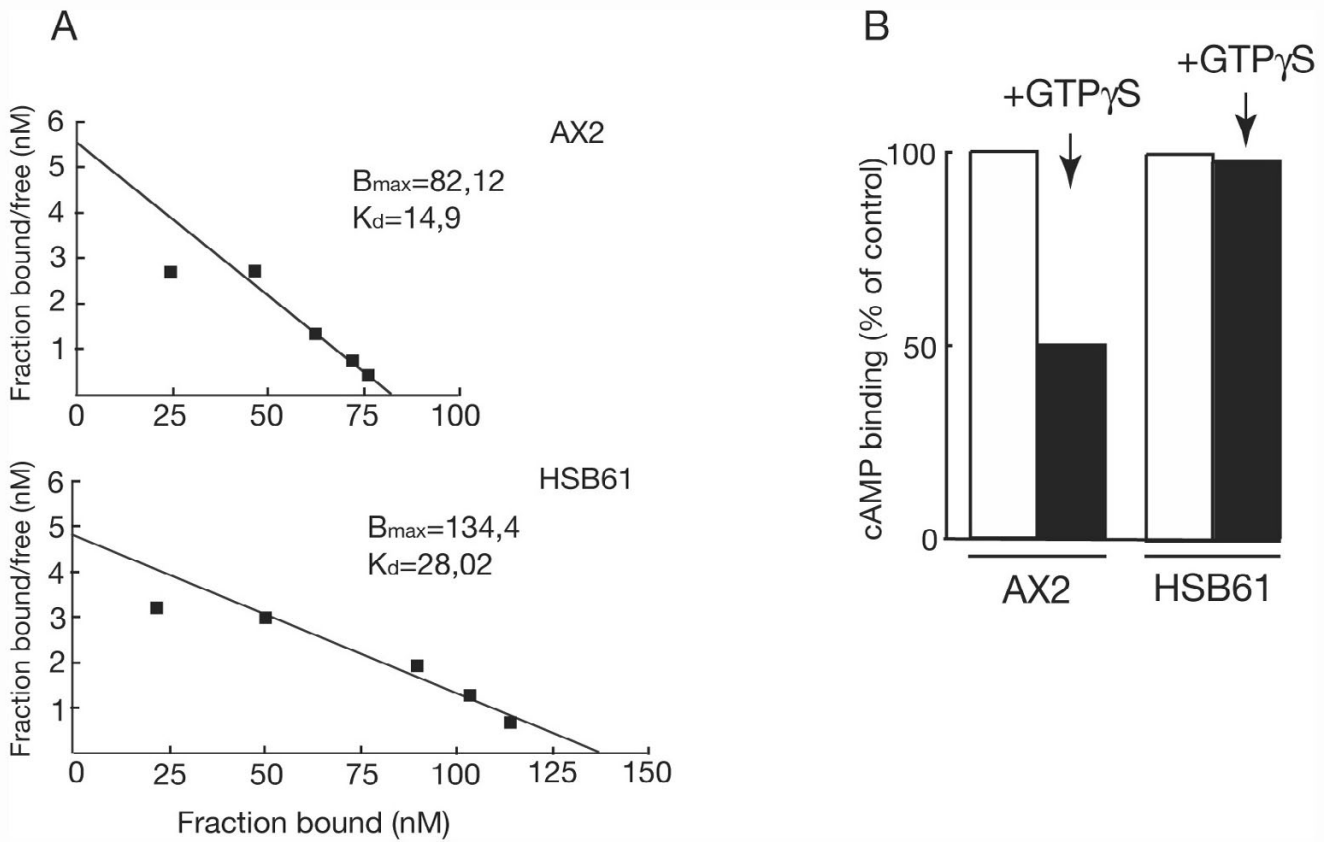 A
Fraction bound/free (nM)
6
5
4
3
2
1
AX2
Bmax=82,12
Kd=14,9
0 25 50 75 100
Fraction bound/free (nM)
6
5
4
3
2
1
HSB61
Bmax=134,4
Kd=28,02
0 25 50 75 100 125 150
Fraction bound (nM)
B
+GTPγS
+GTPγS
cAMP binding (% of control)
100
50
0
AX2 HSB61